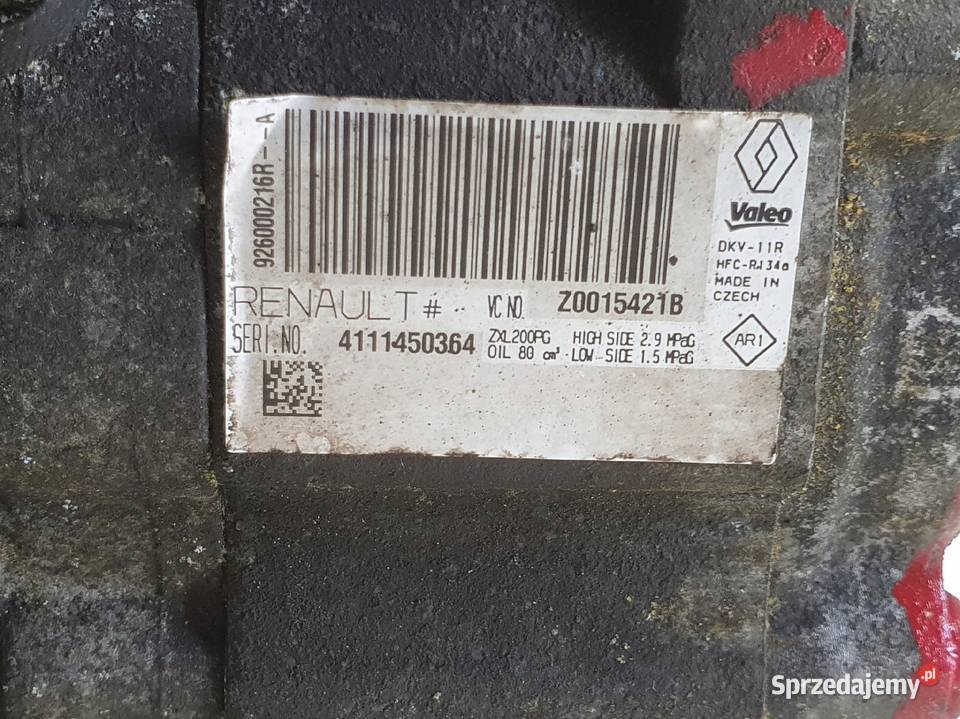 926000216R--A
Valeo
DKV-11R
HFC-R134a
MADE IN
CZECH
RENAULT # VC NO. Z0015421B
SERI.NO. 4111450364 ZXL200PG HIGH SIDE 2.9 MPaG
OIL 80 cm³ LOW-SIDE 1.5 MPaG
AR1
Sprzedajemy.pl